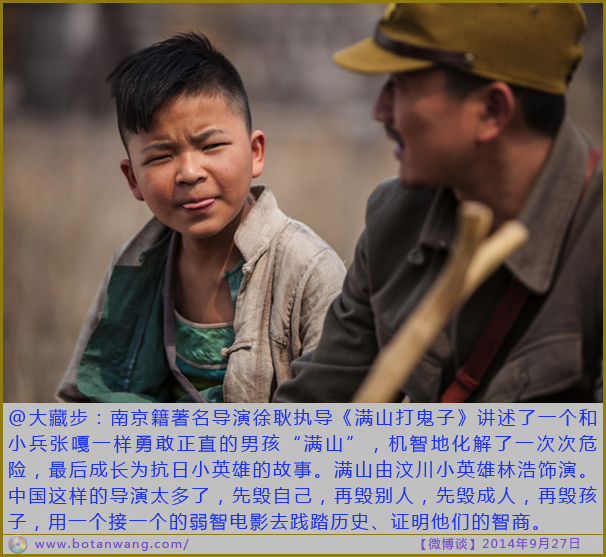 @大藏步：南京籍著名导演徐耿执导《满山打鬼子》讲述了一个和
小兵张嘎一样勇敢正直的男孩“满山”，机智地化解了一次次危
险，最后成长为抗日小英雄的故事。满山由汶川小英雄林浩饰演。
中国这样的导演太多了，先毁自己，再毁别人，先毁成人，再毁孩
子，用一个接一个的弱智电影去践踏历史、证明他们的智商。
www.botanwang.com/ 【微博谈】2014年9月27日